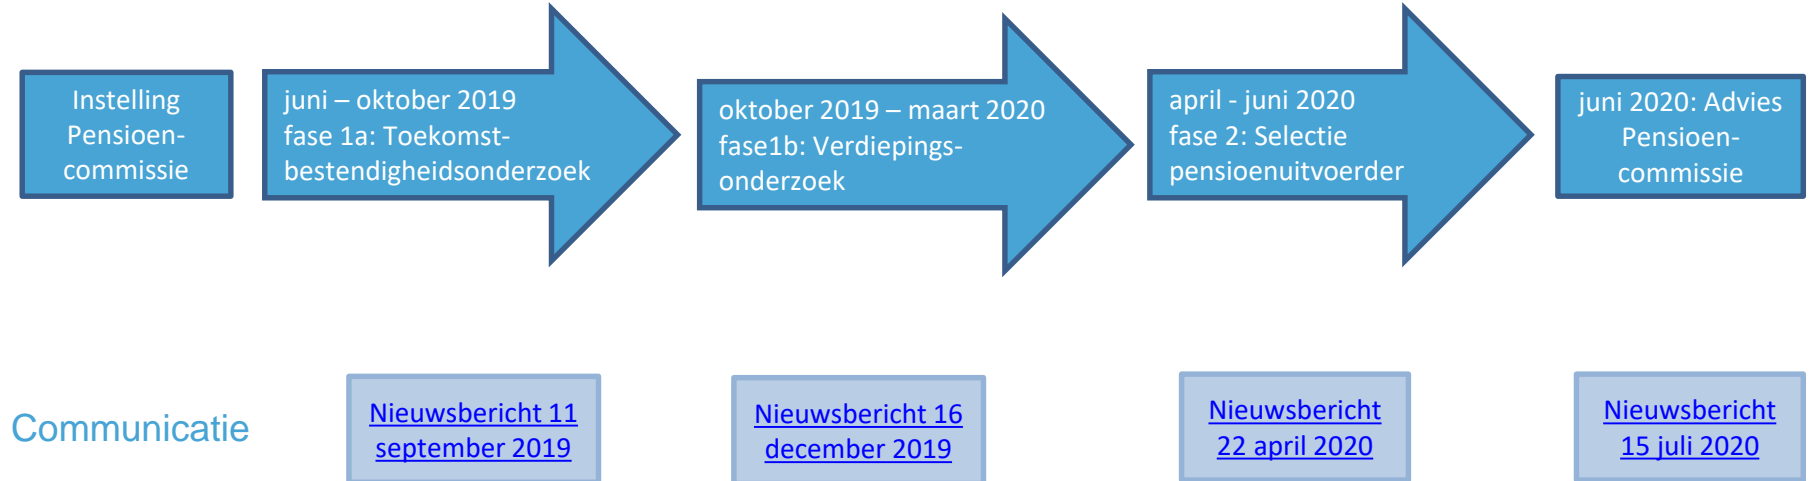 Instelling
Pensioen-
commissie
juni – oktober 2019
fase 1a: Toekomst-
bestendigheidsonderzoek
oktober 2019 – maart 2020
fase1b: Verdiepings-
onderzoek
april - juni 2020
fase 2: Selectie
pensioenuitvoerder
juni 2020: Advies
Pensioen-
commissie
Communicatie
Nieuwsbericht 11
september 2019
Nieuwsbericht 16
december 2019
Nieuwsbericht
22 april 2020
Nieuwsbericht
15 juli 2020